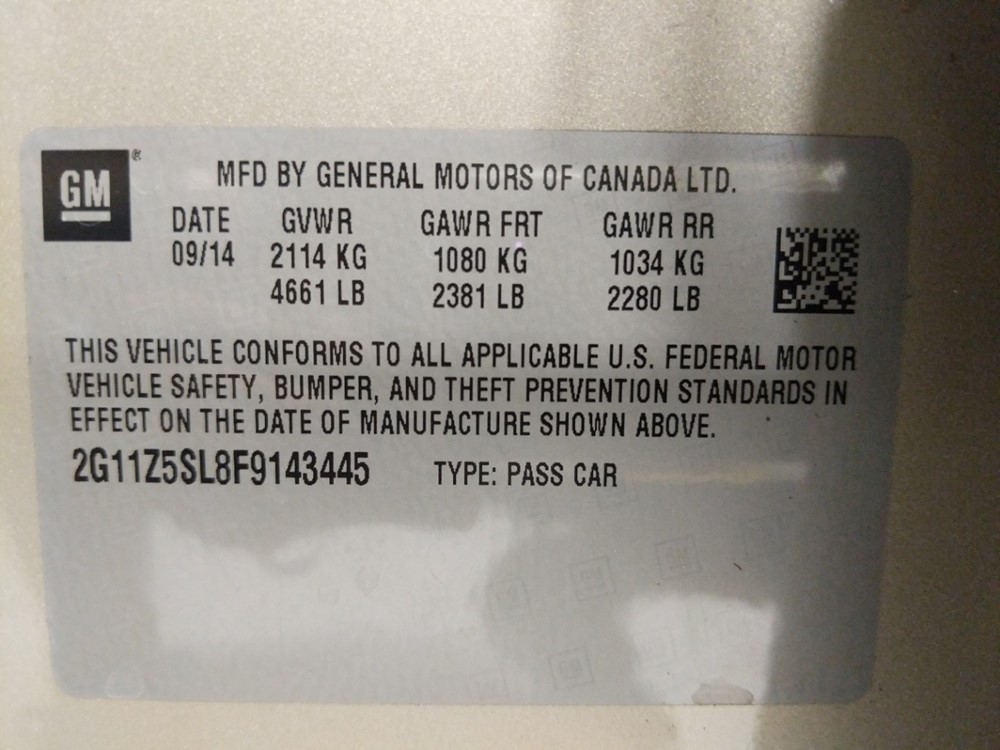 GM
MFD BY GENERAL MOTORS OF CANADA LTD.
DATE GVWR GAWR FRT GAWR RR
09/14 2114 KG 1080 KG 1034 KG
4661 LB 2381 LB 2280 LB
THIS VEHICLE CONFORMS TO ALL APPLICABLE U.S. FEDERAL MOTOR
VEHICLE SAFETY, BUMPER, AND THEFT PREVENTION STANDARDS IN
EFFECT ON THE DATE OF MANUFACTURE SHOWN ABOVE.
2G11Z5SL8F9143445 TYPE: PASS CAR